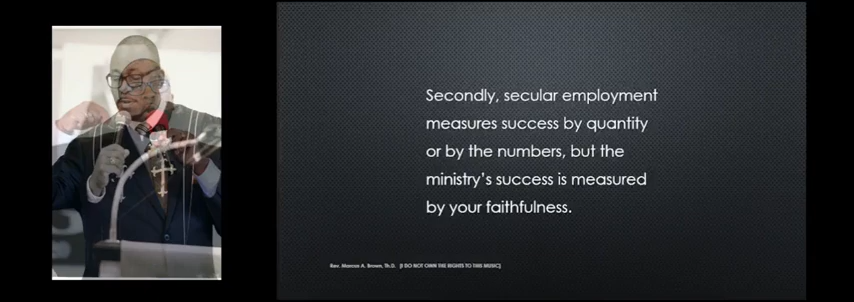 Secondly, secular employment
measures success by quantity
or by the numbers, but the
ministry's success is measured
by your faithfulness.
Rev. Marcus A. Brown, Th.D. [I DO NOT OWN THE RIGHTS TO THIS MUSIC]